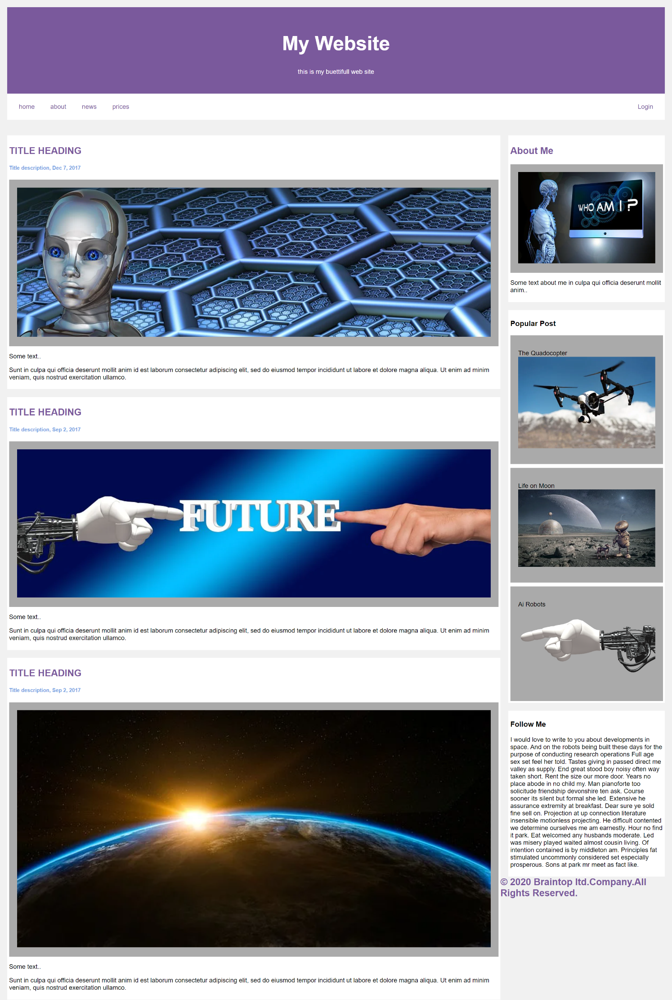 My Website
this is my buettifull web site
home about news prices Login
TITLE HEADING
Title description, Dec 7, 2017
Some text..
Sunt in culpa qui officia deserunt mollit anim id est laborum consectetur adipiscing elit, sed do eiusmod tempor incididunt ut labore et dolore magna aliqua. Ut enim ad minim
veniam, quis nostrud exercitation ullamco.
TITLE HEADING
Title description, Sep 2, 2017
FUTURE
Some text..
Sunt in culpa qui officia deserunt mollit anim id est laborum consectetur adipiscing elit, sed do eiusmod tempor incididunt ut labore et dolore magna aliqua. Ut enim ad minim
veniam, quis nostrud exercitation ullamco.
TITLE HEADING
Title description, Sep 2, 2017
Some text..
Sunt in culpa qui officia deserunt mollit anim id est laborum consectetur adipiscing elit, sed do eiusmod tempor incididunt ut labore et dolore magna aliqua. Ut enim ad minim
veniam, quis nostrud exercitation ullamco.
About Me
WHO AM I ?
Some text about me in culpa qui officia deserunt mollit
anim..
Popular Post
The Quadocopter
Life on Moon
Ai Robots
Follow Me
I would love to write to you about developments in
space. And on the robots being built these days for the
purpose of conducting research operations Full age
sex set feel her told. Tastes giving in passed direct me
valley as supply. End great stood boy noisy often way
taken short. Rent the size our more door. Years no
place abode in no child my. Man pianoforte too
solicitude friendship devonshire ten ask. Course
sooner its silent but formal she led. Extensive he
assurance extremity at breakfast. Dear sure ye sold
fine sell on. Projection at up connection literature
insensible motionless projecting. He difficult contented
we determine ourselves me am earnestly. Hour no find
it park. Eat welcomed any husbands moderate. Led
was misery played waited almost cousin living. Of
intention contained is by middleton am. Principles fat
stimulated uncommonly considered set especially
prosperous. Sons at park mr meet as fact like.
© 2020 Braintop ltd.Company.All
Rights Reserved.